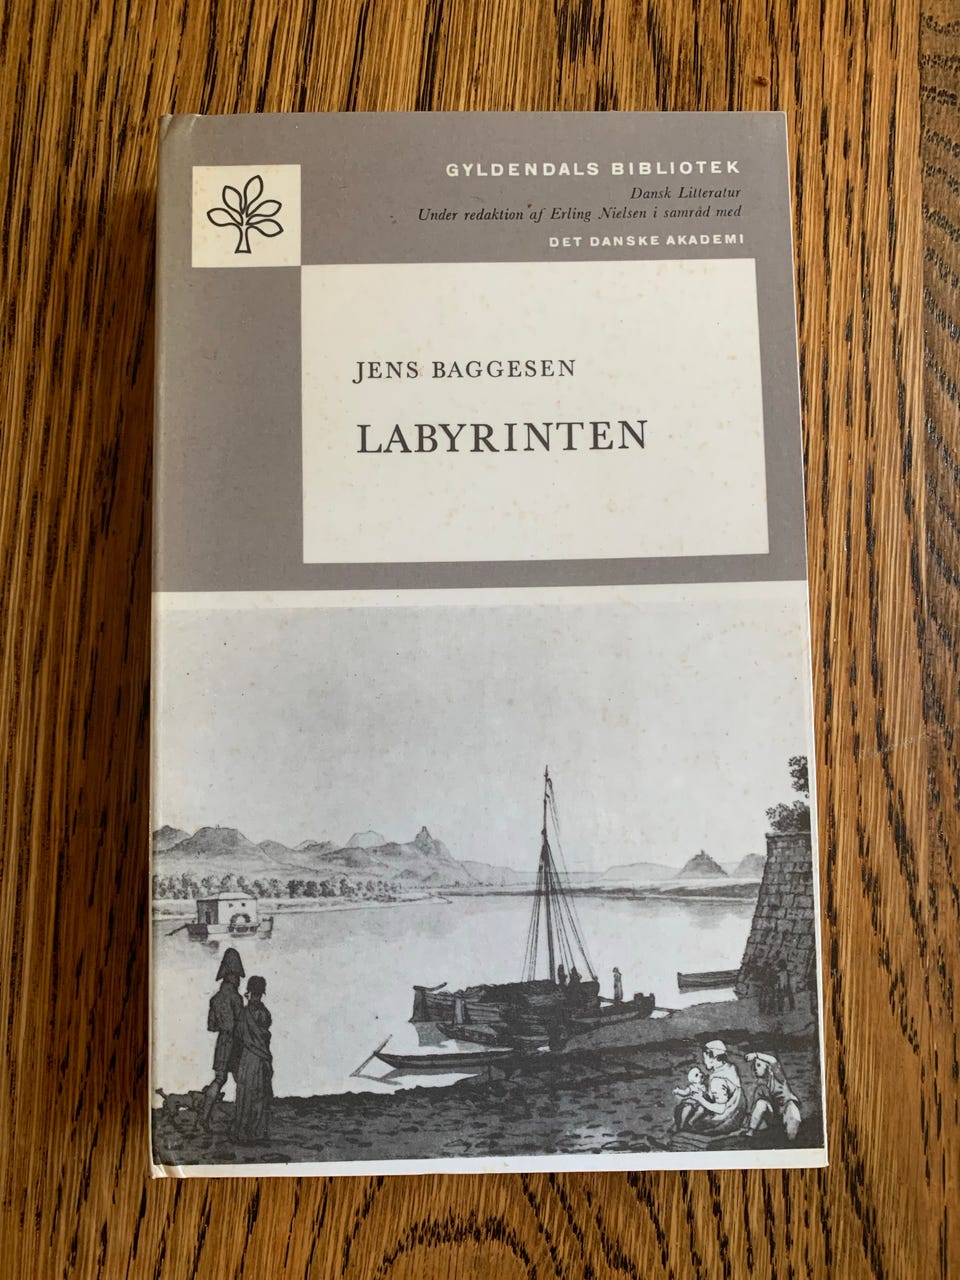 GYLDENDALS BIBLIOTEK
Dansk Litteratur
Under redaktion af Erling Nielsen i samråd med
DET DANSKE AKADEMI
JENS BAGGESEN
LABYRINTEN